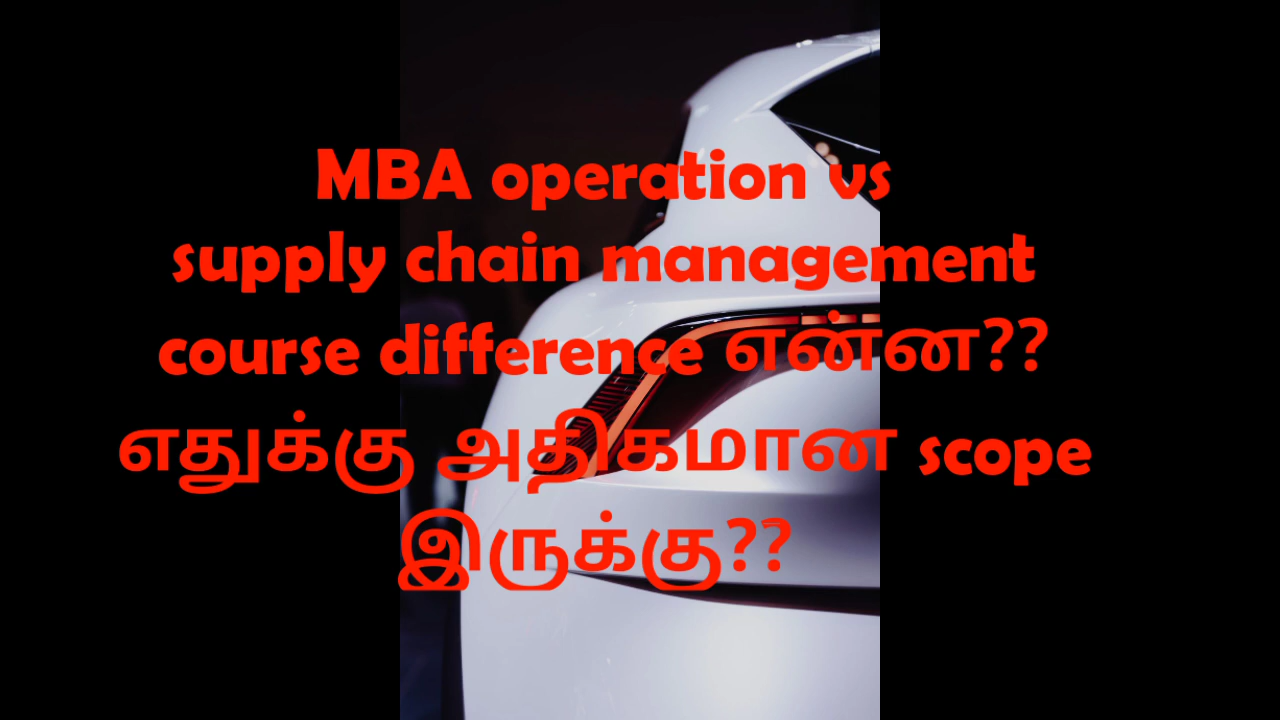 MBA operation vs
supply chain management
course difference என்ன??
எதுக்கு அதிகமான scope
இருக்கு??